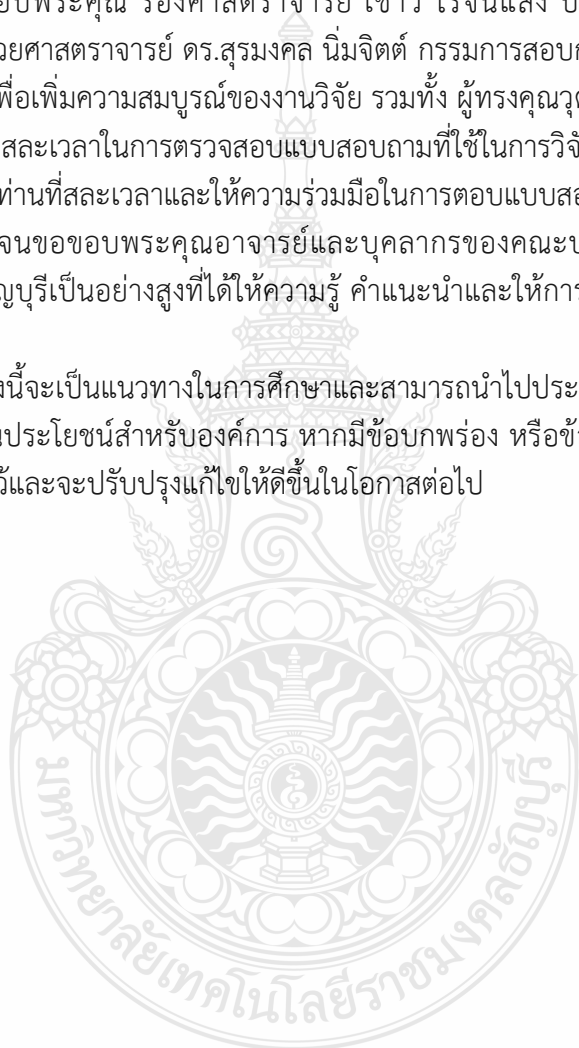 รองศาสตราจารย์ เชาว์ โรจนแสง
ศาสตราจารย์ ดร.สุรมงคล นิ่มจิตต์ กรรมการสอบ
เพื่อเพิ่มความสมบูรณ์ของงานวิจัย รวมทั้ง ผู้ทรงคุณวุ
สละเวลาในการตรวจสอบแบบสอบถามที่ใช้ในการวิจั
ท่านที่สละเวลาและให้ความร่วมมือในการตอบแบบส
จนขอขอบพระคุณอาจารย์และบุคลากรของคณะบ
ญบุรีเป็นอย่างสูงที่ได้ให้ความรู้ คำแนะนำและให้การ
งนี้จะเป็นแนวทางในการศึกษาและสามารถนำไปประ
นประโยชน์สำหรับองค์การ หากมีข้อบกพร่อง หรือข้
ว้และจะปรับปรุงแก้ไขให้ดีขึ้นในโอกาสต่อไป
มหาวิทยาลัยเทคโนโลยีราชมงคลธัญบุรี